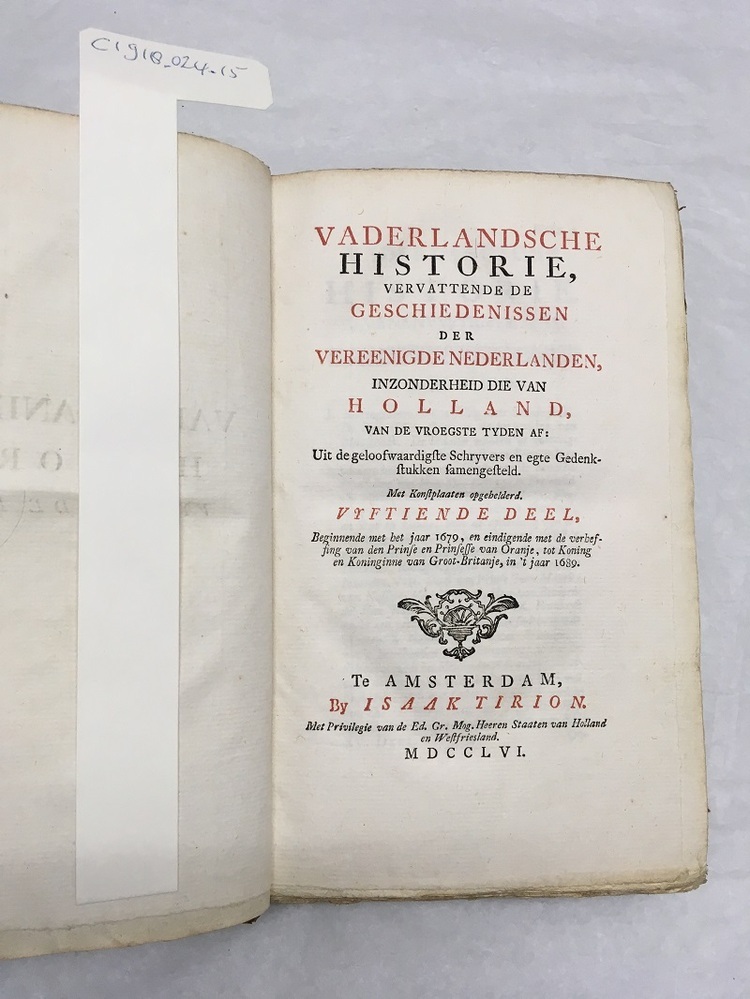 C1918_024-15
VADERLANDSCHE
HISTORIE,
VERVATTENDE DE
GESCHIEDENISSEN
DER
VEREENIGDE NEDERLANDEN,
INZONDERHEID DIE VAN
HOLLAND,
VAN DE VROEGSTE TYDEN AF:
Uit de geloofwaardigſte Schryvers en egte Gedenk-
ſtukken ſamengeſteld.
Met Konſtplaaten opgehelderd.
VYFTIENDE DEEL,
Beginnende met het jaar 1679, en eindigende met de verhef-
fing van den Prinſe en Prinſeſſe van Oranje, tot Koning
en Koninginne van Groot-Britanje, in 't jaar 1689.
Te AMSTERDAM,
By ISAAK TIRION.
Met Privilegie van de Ed. Gr. Mog. Heeren Staaten van Holland
en Weſtfriesland.
MDCCLVI.